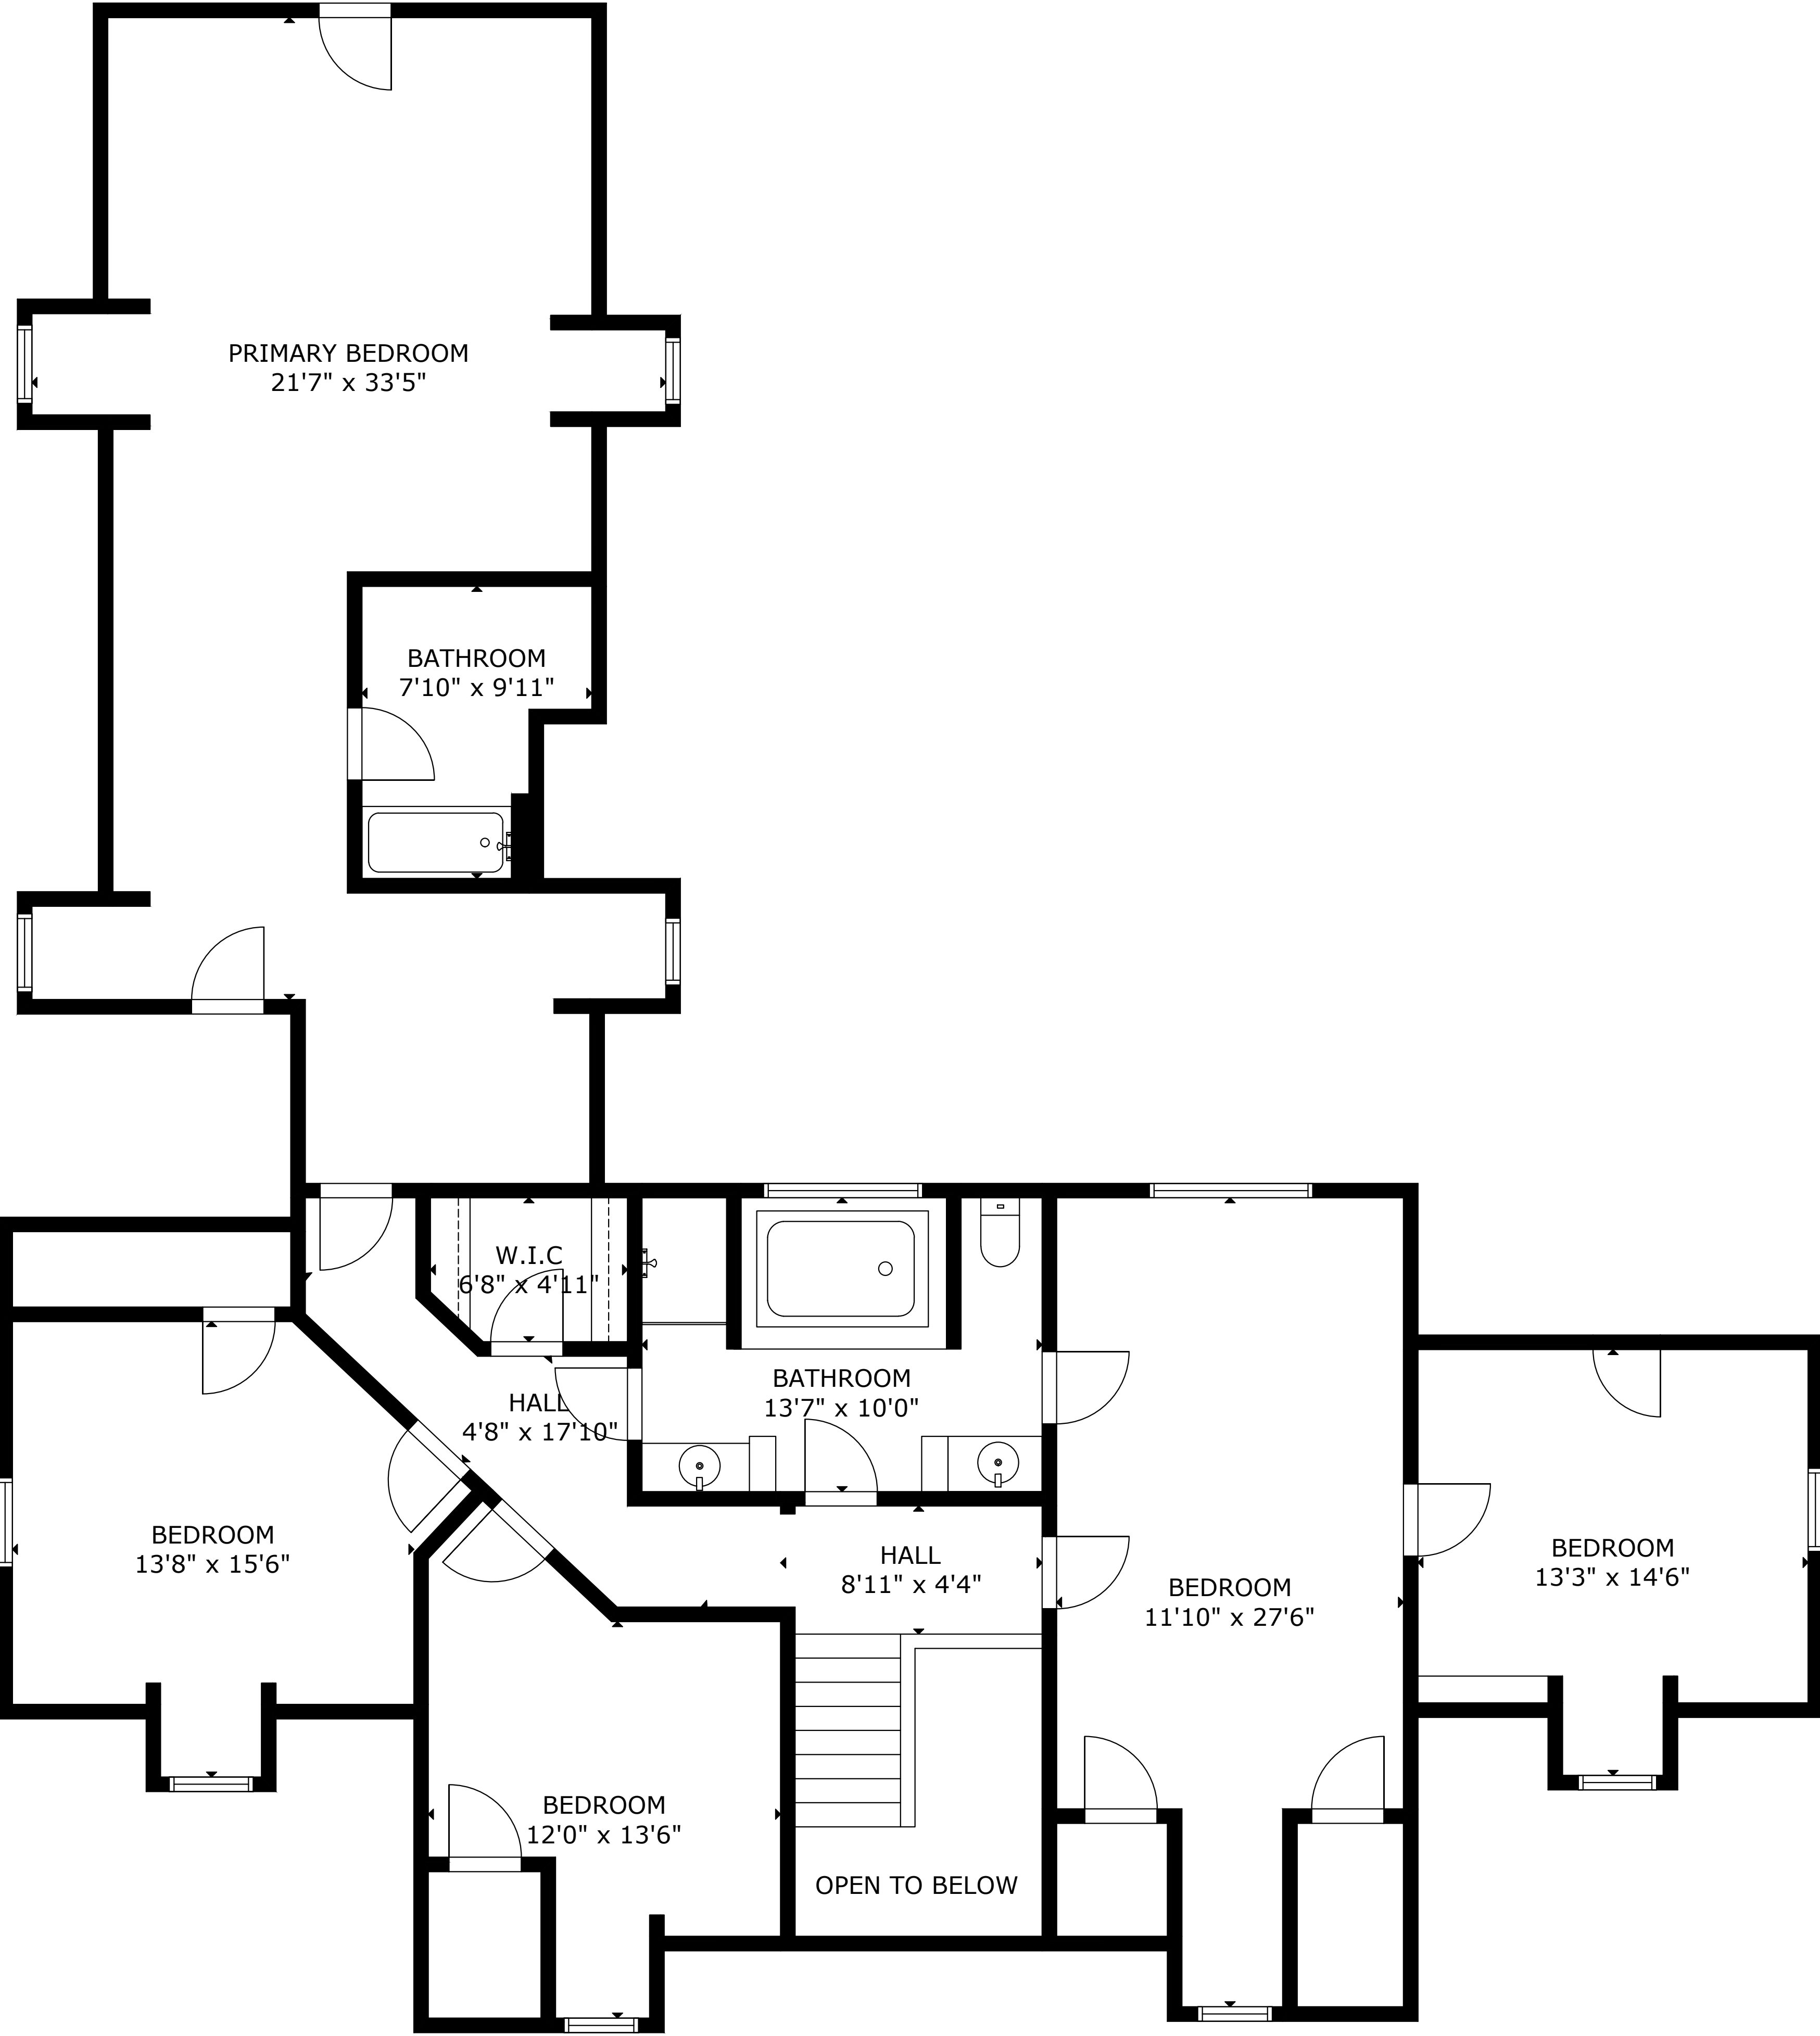 PRIMARY BEDROOM
21'7" x 33'5"
BATHROOM
7'10" x 9'11"
W.I.C
6'8" x 4'11"
HALL
4'8" x 17'10"
BATHROOM
13'7" x 10'0"
BEDROOM
13'8" x 15'6"
HALL
8'11" x 4'4"
BEDROOM
11'10" x 27'6"
BEDROOM
13'3" x 14'6"
BEDROOM
12'0" x 13'6"
OPEN TO BELOW